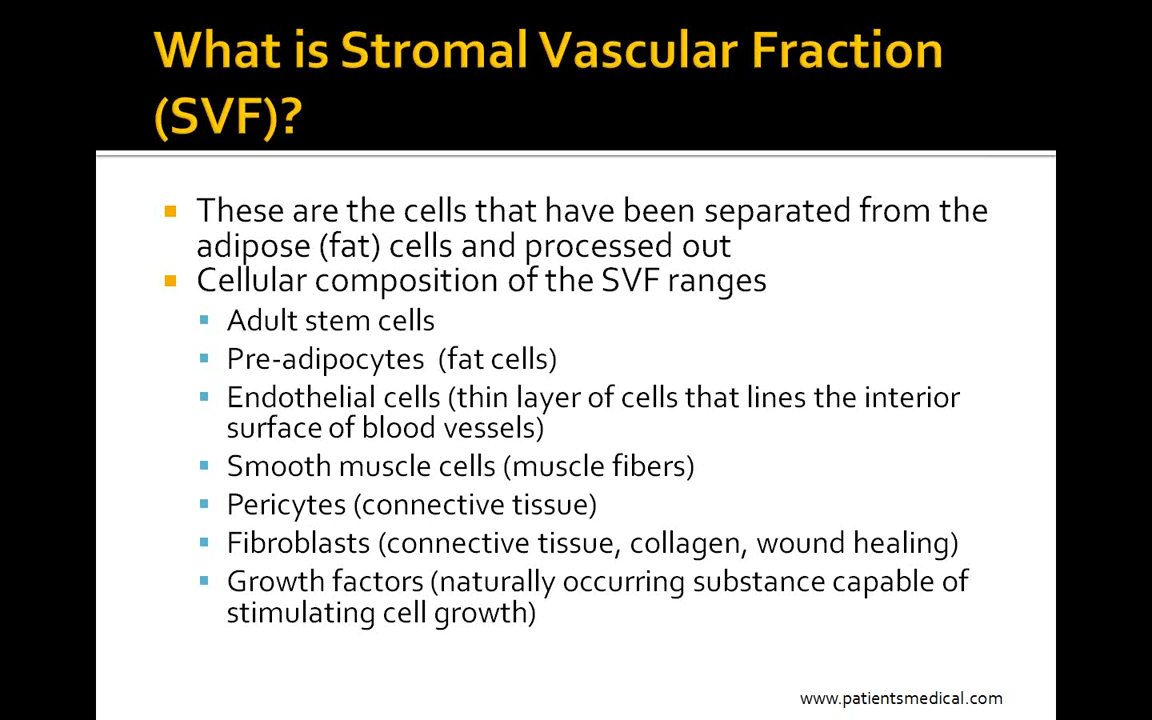 What is Stromal Vascular Fraction
(SVF)?
These are the cells that have been separated from the
adipose (fat) cells and processed out
Cellular composition of the SVF ranges
Adult stem cells
Pre-adipocytes (fat cells)
Endothelial cells (thin layer of cells that lines the interior
surface of blood vessels)
Smooth muscle cells (muscle fibers)
Pericytes (connective tissue)
Fibroblasts (connective tissue, collagen, wound healing)
Growth factors (naturally occurring substance capable of
stimulating cell growth)
www.patientsmedical.com